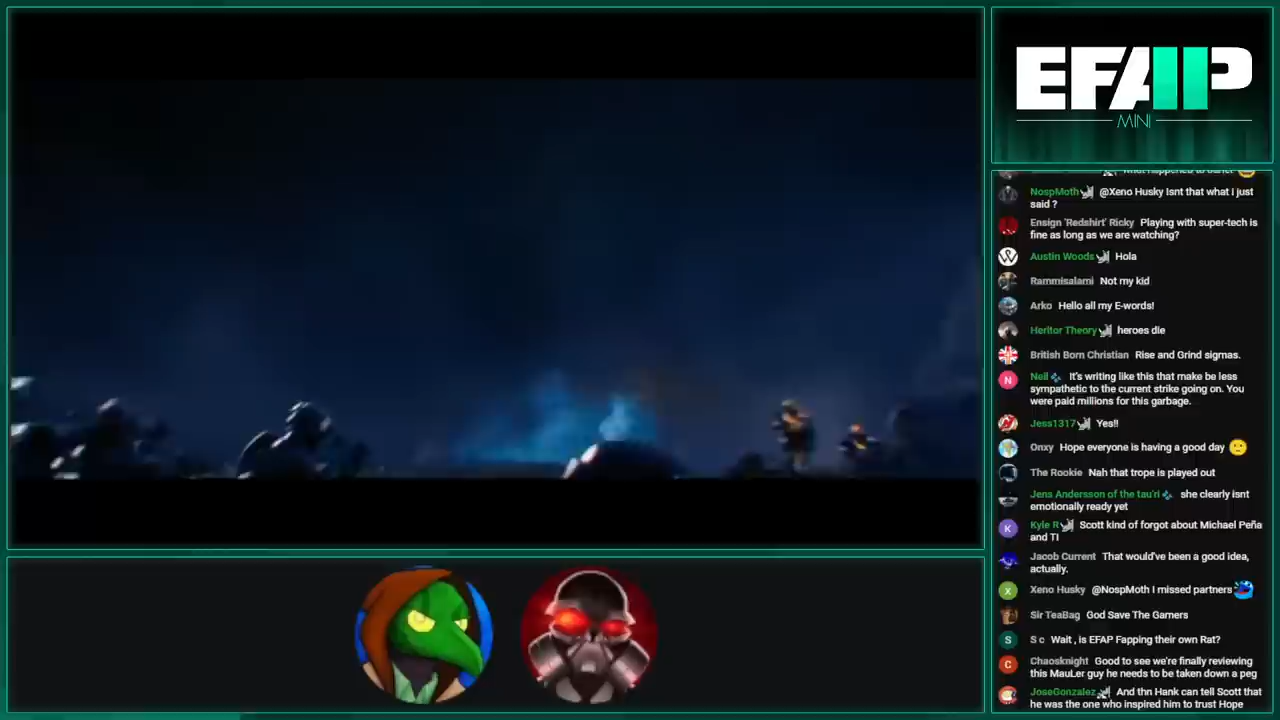 EFAP
MINI
NospMoth @Xeno Husky Isnt that what i just
said ?
Ensign 'Redshirt' Ricky Playing with super-tech is
fine as long as we are watching?
Austin Woods Hola
Rammisalami Not my kid
Arko Hello all my E-words!
Heritor Theory heroes die
British Born Christian Rise and Grind sigmas.
Neil It's writing like this that make be less
sympathetic to the current strike going on. You
were paid millions for this garbage.
Jess1317 Yes!!
Onxy Hope everyone is having a good day
The Rookie Nah that trope is played out
Jens Andersson of the tau'ri she clearly isnt
emotionally ready yet
K
Kyle R Scott kind of forgot about Michael Peña
and TI
Jacob Current That would've been a good idea,
actually.
X
Xeno Husky @NospMoth I missed partners
Sir TeaBag God Save The Gamers
S
S c Wait , is EFAP Fapping their own Rat?
C
Chaosknight Good to see we're finally reviewing
this MauLer guy he needs to be taken down a peg
JoseGonzalez And thn Hank can tell Scott that
he was the one who inspired him to trust Hope